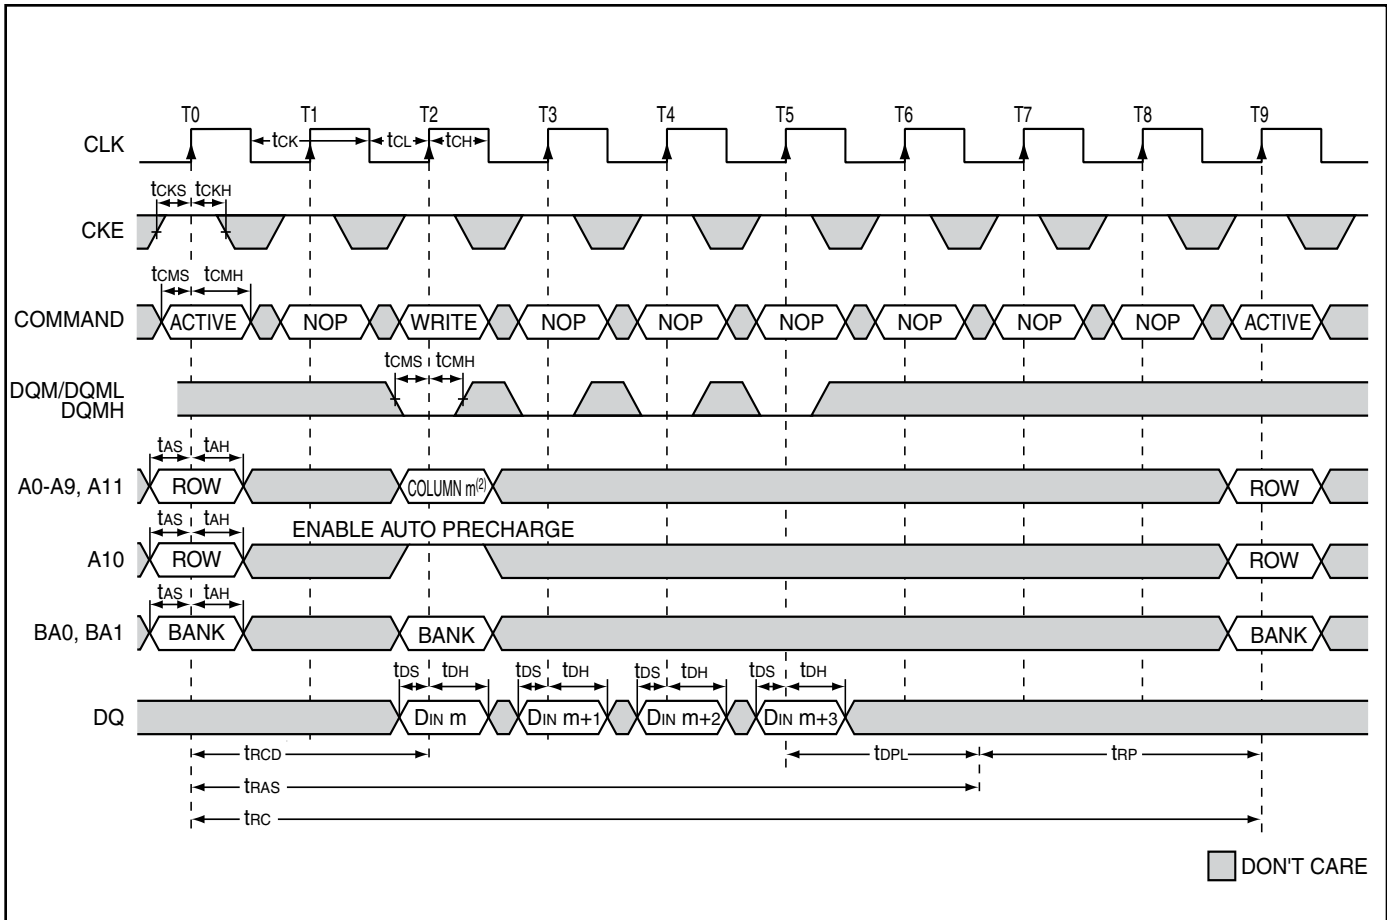 T0 T1 T2 T3 T4 T5 T6 T7 T8 T9
CLK tCK tCL tCH
tCKS tCKH
CKE
tCMS tCMH
COMMAND ACTIVE NOP WRITE NOP NOP NOP NOP NOP NOP ACTIVE
tCMS tCMH
DQM/DQML
DQMH
tAS tAH
A0-A9, A11 ROW COLUMN m(2) ROW
tAS tAH ENABLE AUTO PRECHARGE
A10 ROW ROW
tAS tAH
BA0, BA1 BANK BANK BANK
tDS tDH tDS tDH tDS tDH tDS tDH
DQ DIN m DIN m+1 DIN m+2 DIN m+3
tRCD tDPL tRP
tRAS
tRC
DON'T CARE